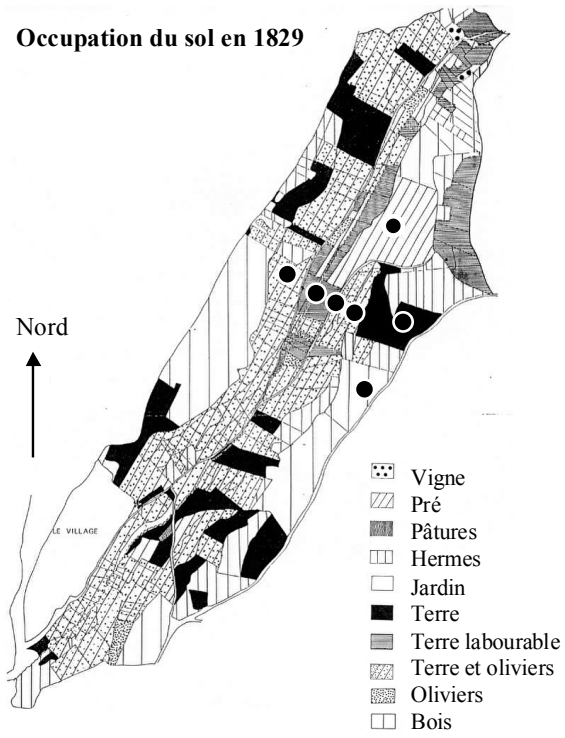 Occupation du sol en 1829
Nord
LE VILLAGE
Vigne
Pré
Pâtures
Hermes
Jardin
Terre
Terre labourable
Terre et oliviers
Oliviers
Bois